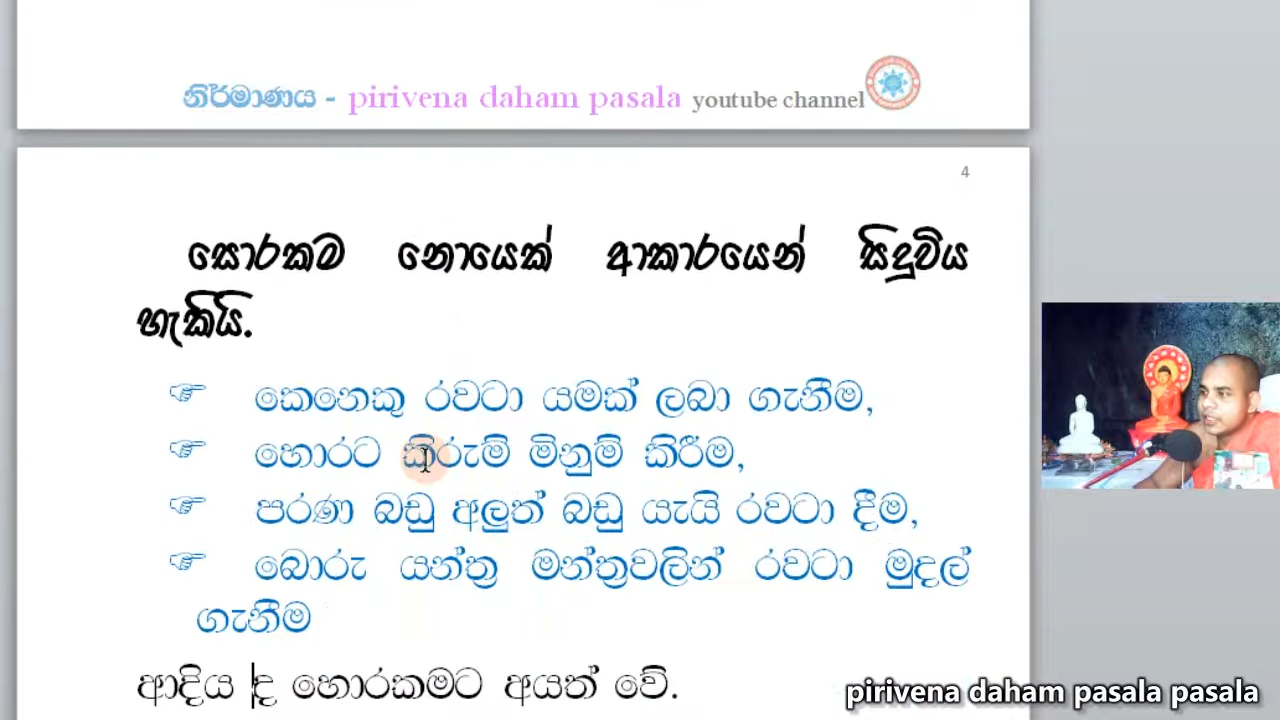 නිර්මාණය - pirivena daham pasala youtube channel
4
සොරකම නොයෙක් ආකාරයෙන් සිදුවිය
හැකියි.
☞ කෙනෙකු රවටා යමක් ලබා ගැනීම,
☞ හොරට කිරුම් මිනුම් කිරීම,
☞ පරණ බඩු අලුත් බඩු යැයි රවටා දීම,
☞ බොරු යන්ත්‍ර මන්ත්‍රවලින් රවටා මුදල්
ගැනීම
ආදිය ද හොරකමට අයත් වේ.
pirivena daham pasala pasala